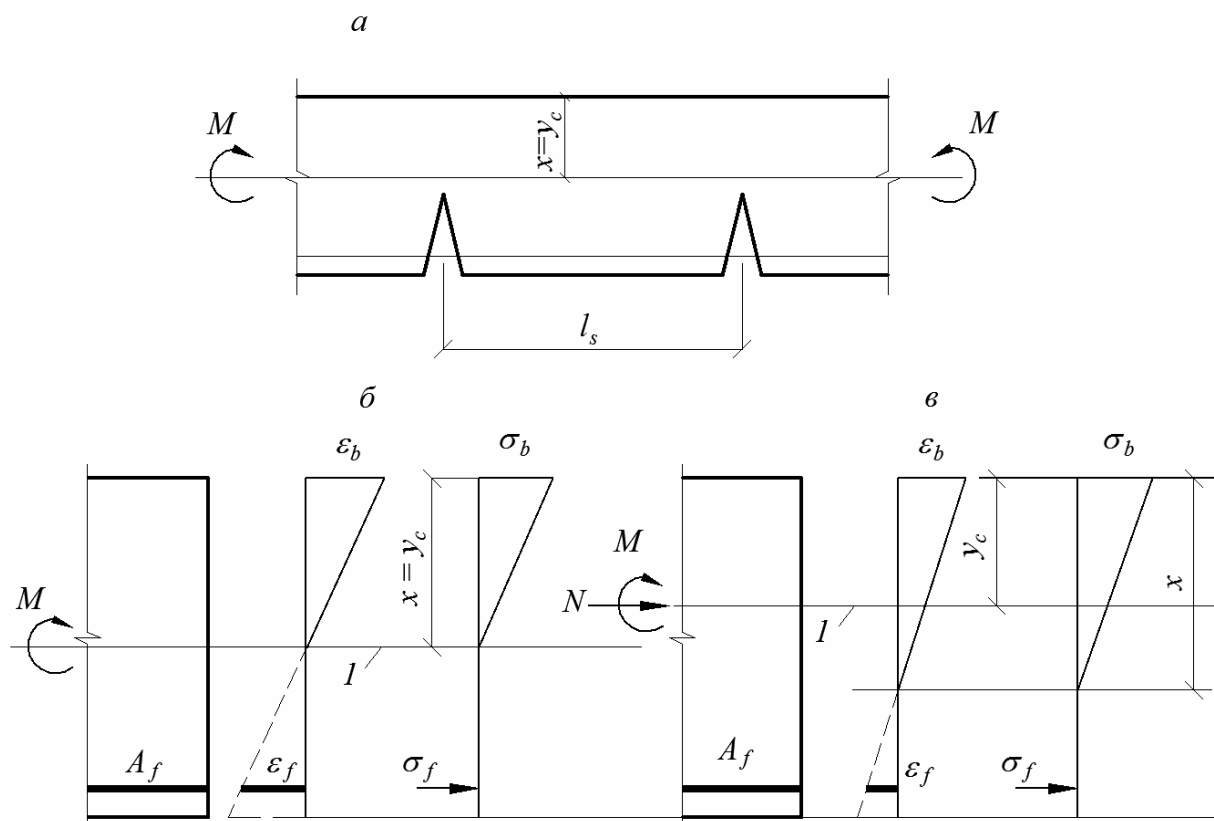 а
M
x=y_c
M
l_s
б
в
ε_b
σ_b
ε_b
σ_b
x = y_c
y_c
x
M
M
N
1
1
A_f
ε_f
σ_f
A_f
ε_f
σ_f